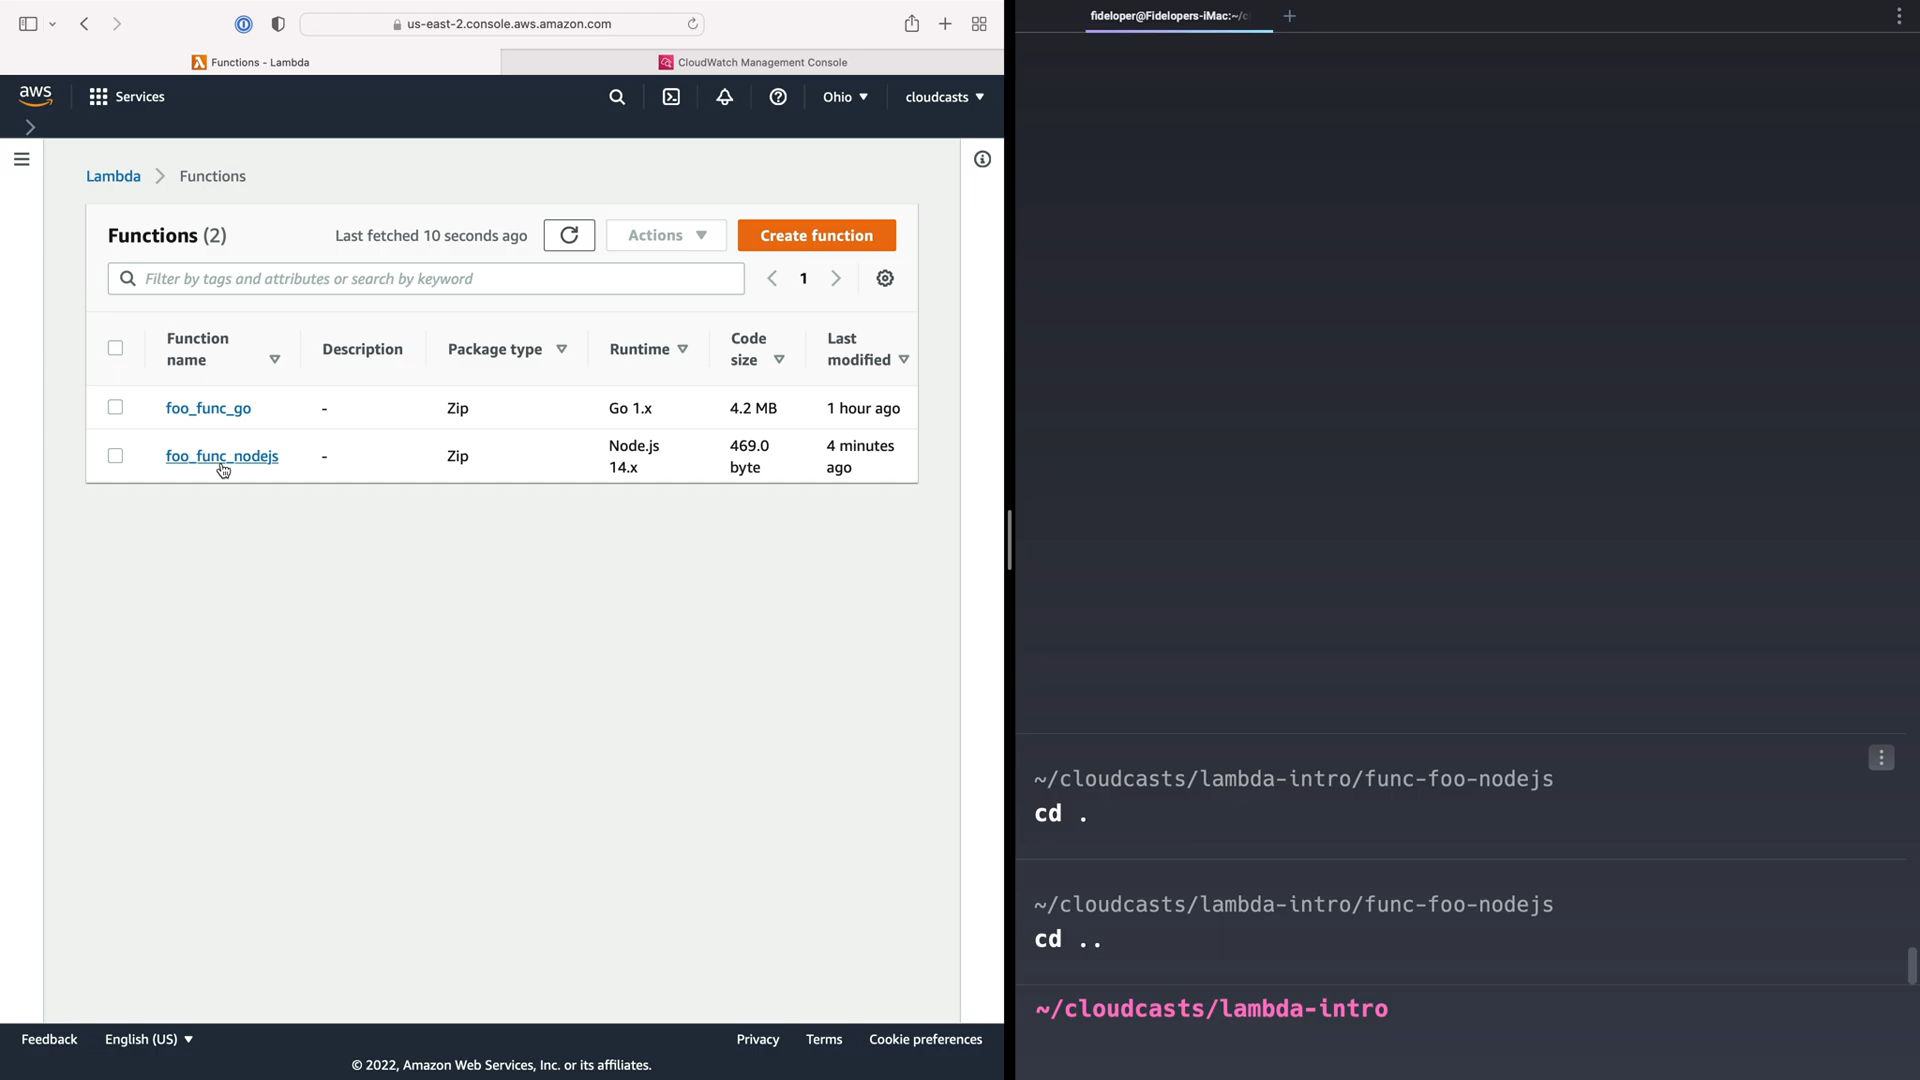 us-east-2.console.aws.amazon.com
Functions - Lambda
CloudWatch Management Console
aws
Services
Ohio
cloudcasts
Lambda
Functions
Functions (2)
Last fetched 10 seconds ago
Actions
Create function
Filter by tags and attributes or search by keyword
1
Function name
Description
Package type
Runtime
Code size
Last modified
foo_func_go
-
Zip
Go 1.x
4.2 MB
1 hour ago
foo_func_nodejs
-
Zip
Node.js 14.x
469.0 byte
4 minutes ago
Feedback
English (US)
Privacy
Terms
Cookie preferences
© 2022, Amazon Web Services, Inc. or its affiliates.
fideloper@Fidelopers-iMac:~/c
~/cloudcasts/lambda-intro/func-foo-nodejs
cd .
~/cloudcasts/lambda-intro/func-foo-nodejs
cd ..
~/cloudcasts/lambda-intro